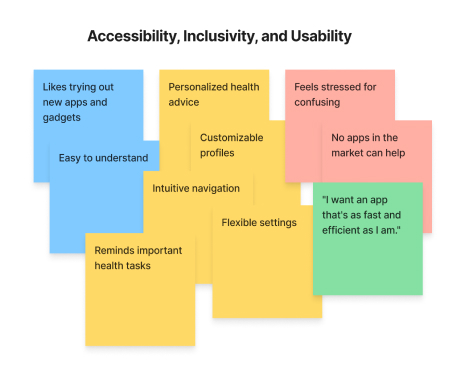 Accessibility, Inclusivity, and Usability
Likes trying out
new apps and
gadgets
Personalized health
advice
Feels stressed for
confusing
Easy to understand
Customizable
profiles
No apps in the
market can help
Intuitive navigation
Flexible settings
"I want an app
that's as fast and
efficient as I am."
Reminds important
health tasks